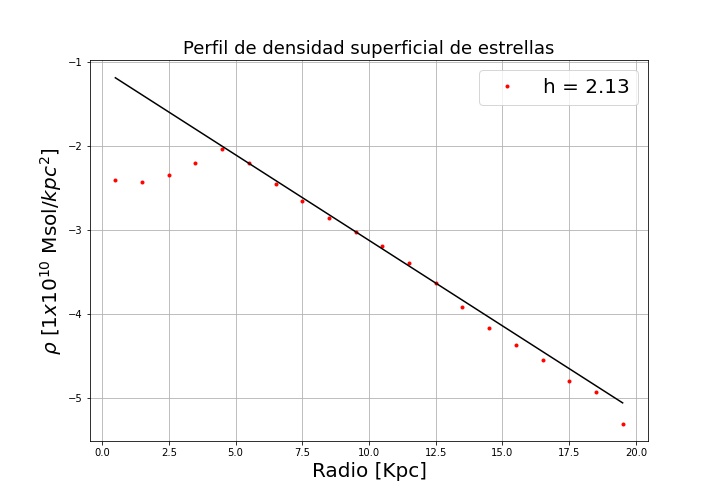 Perfil de densidad superficial de estrellas
h = 2.13
−1
−2
−3
−4
−5
ρ [1x10¹⁰ Msol/kpc²]
0.0 2.5 5.0 7.5 10.0 12.5 15.0 17.5 20.0
Radio [Kpc]